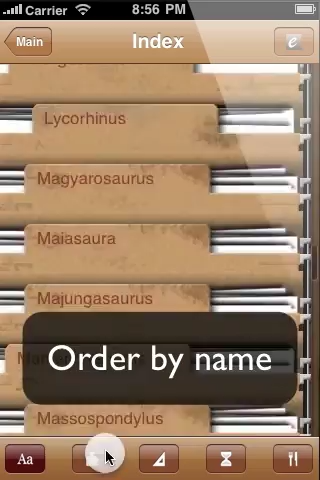 Carrier 8:56 PM
Main Index e
Lycorhinus
Magyarosaurus
Maiasaura
Majungasaurus
Order by name
Massospondylus
Aa